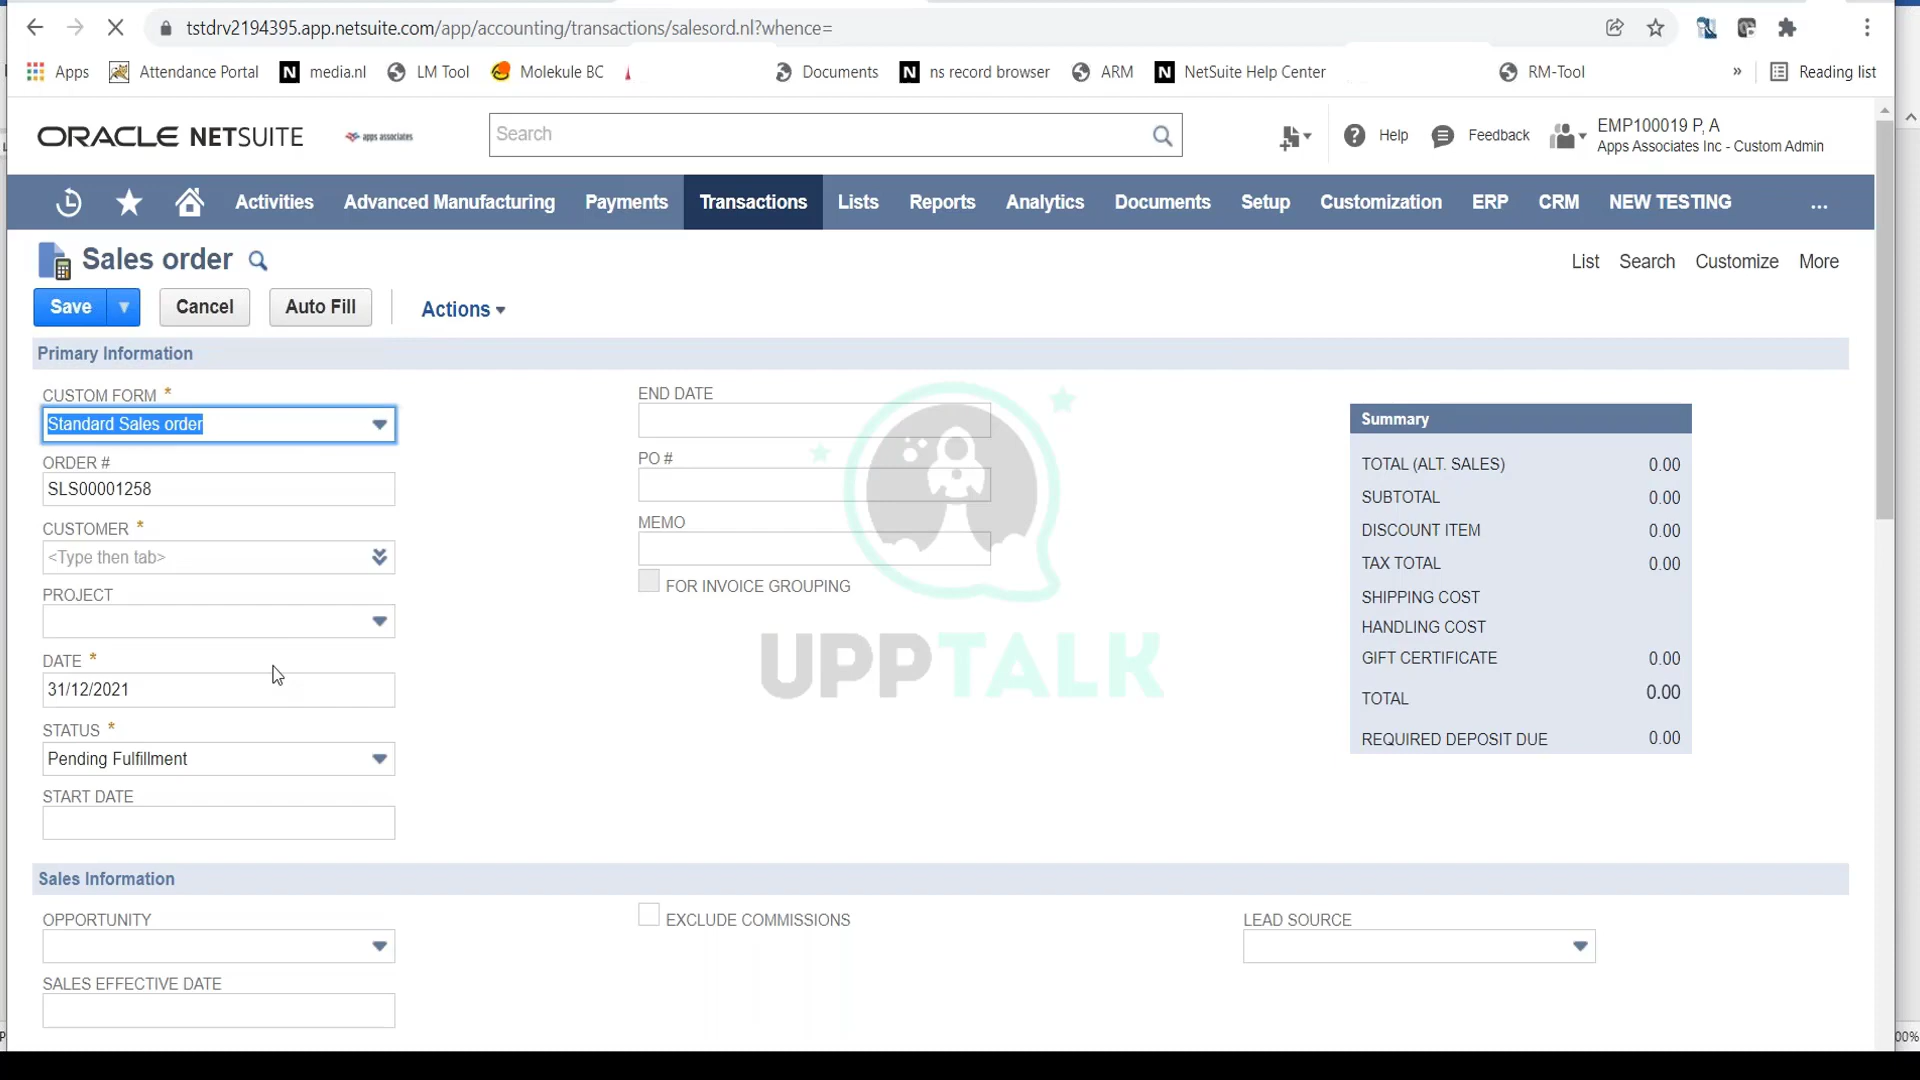 tstdrv2194395.app.netsuite.com/app/accounting/transactions/salesord.nl?whence=
Apps Attendance Portal N media.nl LM Tool Molekule BC Documents N ns record browser ARM N NetSuite Help Center RM-Tool » Reading list
ORACLE NETSUITE apps associates Search Help Feedback EMP100019 P, A
Apps Associates Inc - Custom Admin
Activities Advanced Manufacturing Payments Transactions Lists Reports Analytics Documents Setup Customization ERP CRM NEW TESTING ...
Sales order List Search Customize More
Save Cancel Auto Fill Actions
Primary Information
CUSTOM FORM *
Standard Sales order
ORDER #
SLS00001258
CUSTOMER *
<Type then tab>
PROJECT
DATE *
31/12/2021
STATUS *
Pending Fulfillment
START DATE
END DATE
PO #
MEMO
FOR INVOICE GROUPING
UPPTALK
Summary
TOTAL (ALT. SALES) 0.00
SUBTOTAL 0.00
DISCOUNT ITEM 0.00
TAX TOTAL 0.00
SHIPPING COST
HANDLING COST
GIFT CERTIFICATE 0.00
TOTAL 0.00
REQUIRED DEPOSIT DUE 0.00
Sales Information
OPPORTUNITY
SALES EFFECTIVE DATE
EXCLUDE COMMISSIONS
LEAD SOURCE